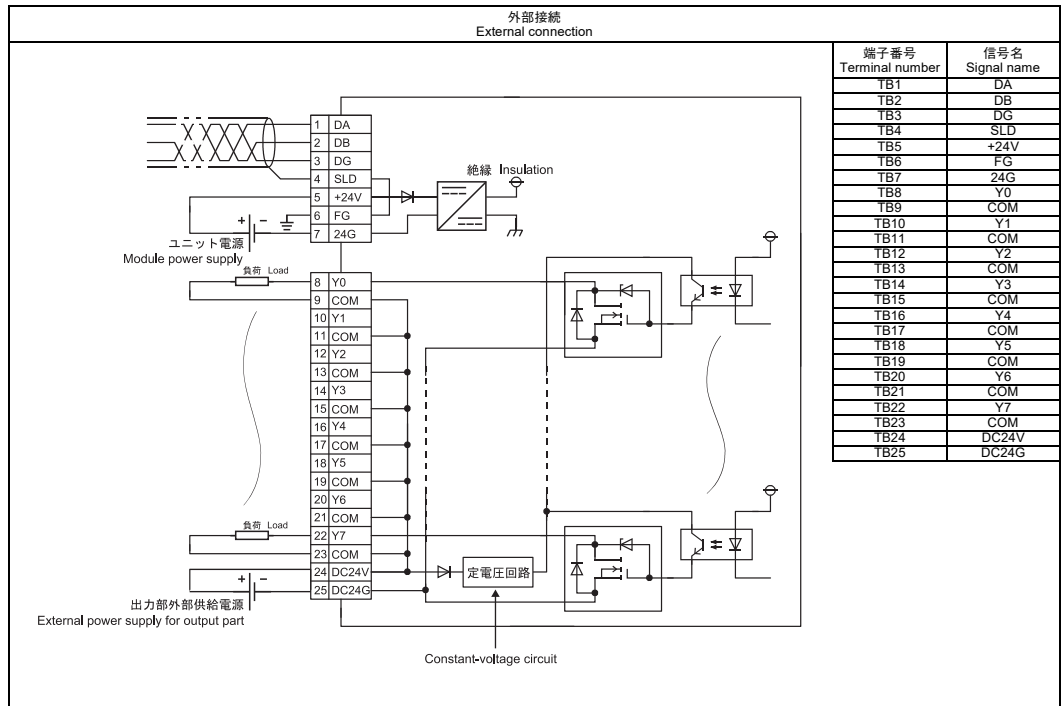 外部接続
External connection
端子番号
Terminal number
信号名
Signal name
TB1 DA
TB2 DB
TB3 DG
TB4 SLD
TB5 +24V
TB6 FG
TB7 24G
TB8 Y0
TB9 COM
TB10 Y1
TB11 COM
TB12 Y2
TB13 COM
TB14 Y3
TB15 COM
TB16 Y4
TB17 COM
TB18 Y5
TB19 COM
TB20 Y6
TB21 COM
TB22 Y7
TB23 COM
TB24 DC24V
TB25 DC24G
1 DA
2 DB
3 DG
4 SLD
5 +24V
6 FG
7 24G
絶縁 Insulation
+ −
ユニット電源
Module power supply
負荷 Load
8 Y0
9 COM
10 Y1
11 COM
12 Y2
13 COM
14 Y3
15 COM
16 Y4
17 COM
18 Y5
19 COM
20 Y6
21 COM
22 Y7
23 COM
24 DC24V
25 DC24G
負荷 Load
+ −
出力部外部供給電源
External power supply for output part
定電圧回路
Constant-voltage circuit